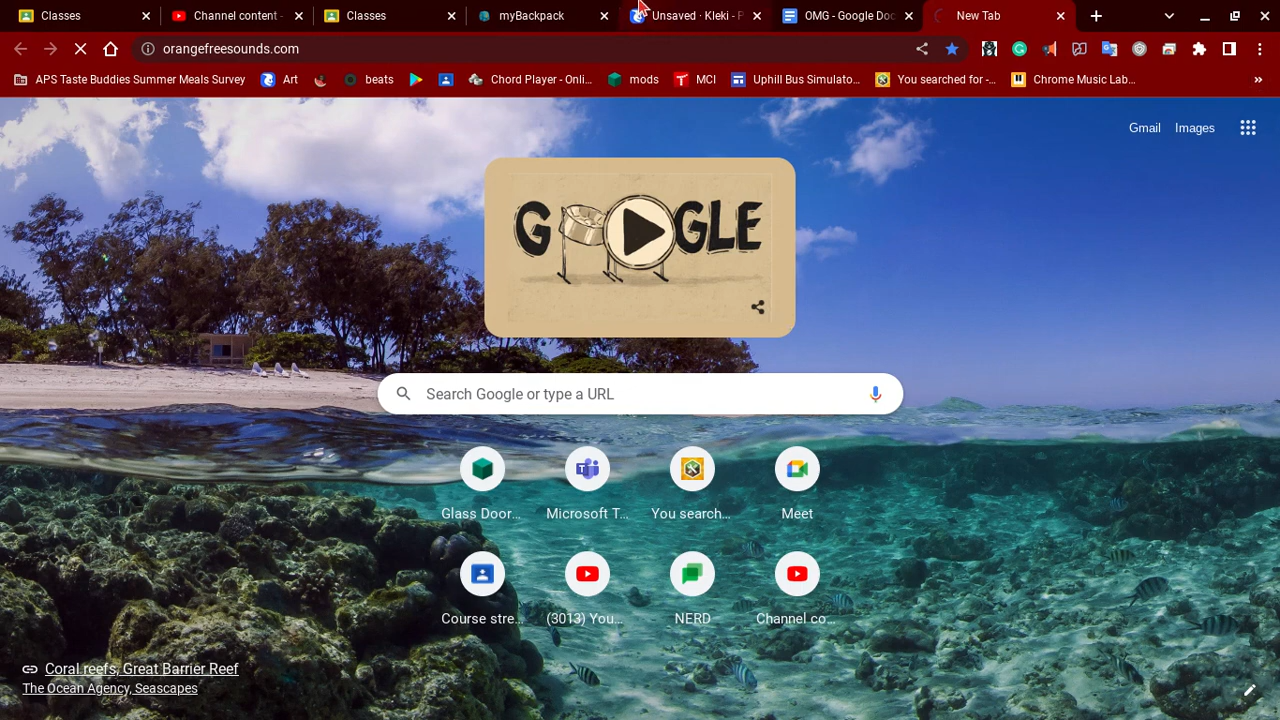 Classes
Channel content -
Classes
myBackpack
Unsaved · Kleki - P
OMG - Google Doc
New Tab
orangefreesounds.com
APS Taste Buddies Summer Meals Survey
Art
beats
Chord Player - Onli...
mods
MCI
Uphill Bus Simulato...
You searched for -...
Chrome Music Lab...
»
Gmail
Images
GOOGLE
Search Google or type a URL
Glass Door...
Microsoft T...
You search...
Meet
Course stre...
(3013) You...
NERD
Channel co...
Coral reefs, Great Barrier Reef
The Ocean Agency, Seascapes